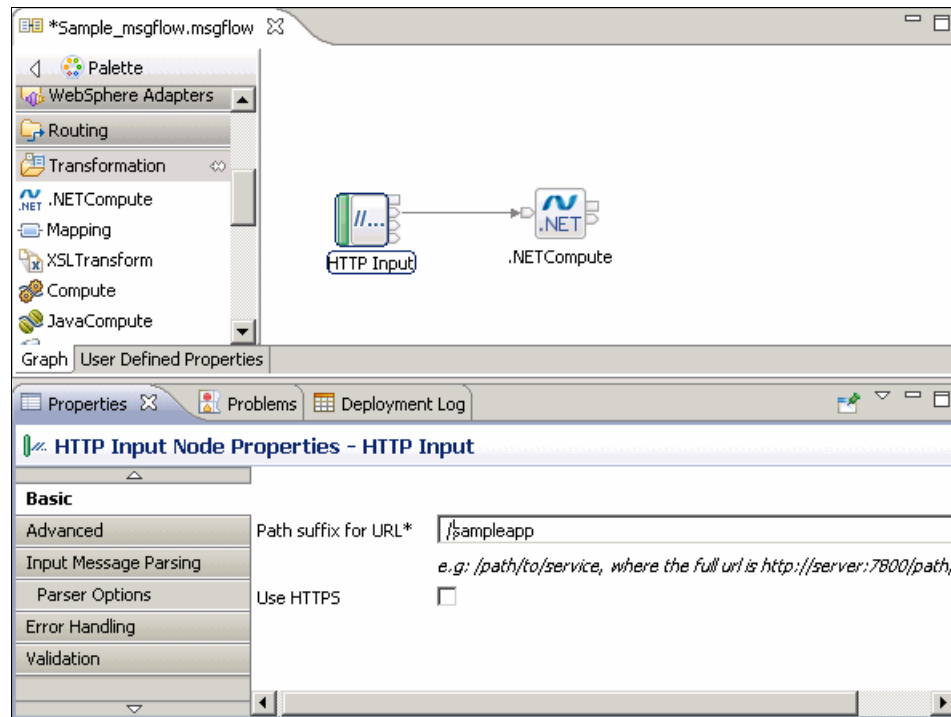 *Sample_msgflow.msgflow
Palette
WebSphere Adapters
Routing
Transformation
.NET .NETCompute
Mapping
XSLTransform
Compute
JavaCompute
//...
HTTP Input
.NET
.NETCompute
Graph User Defined Properties
Properties Problems Deployment Log
HTTP Input Node Properties - HTTP Input
Basic
Advanced
Path suffix for URL* /sampleapp
Input Message Parsing
e.g: /path/to/service, where the full url is http://server:7800/path,
Parser Options
Use HTTPS
Error Handling
Validation